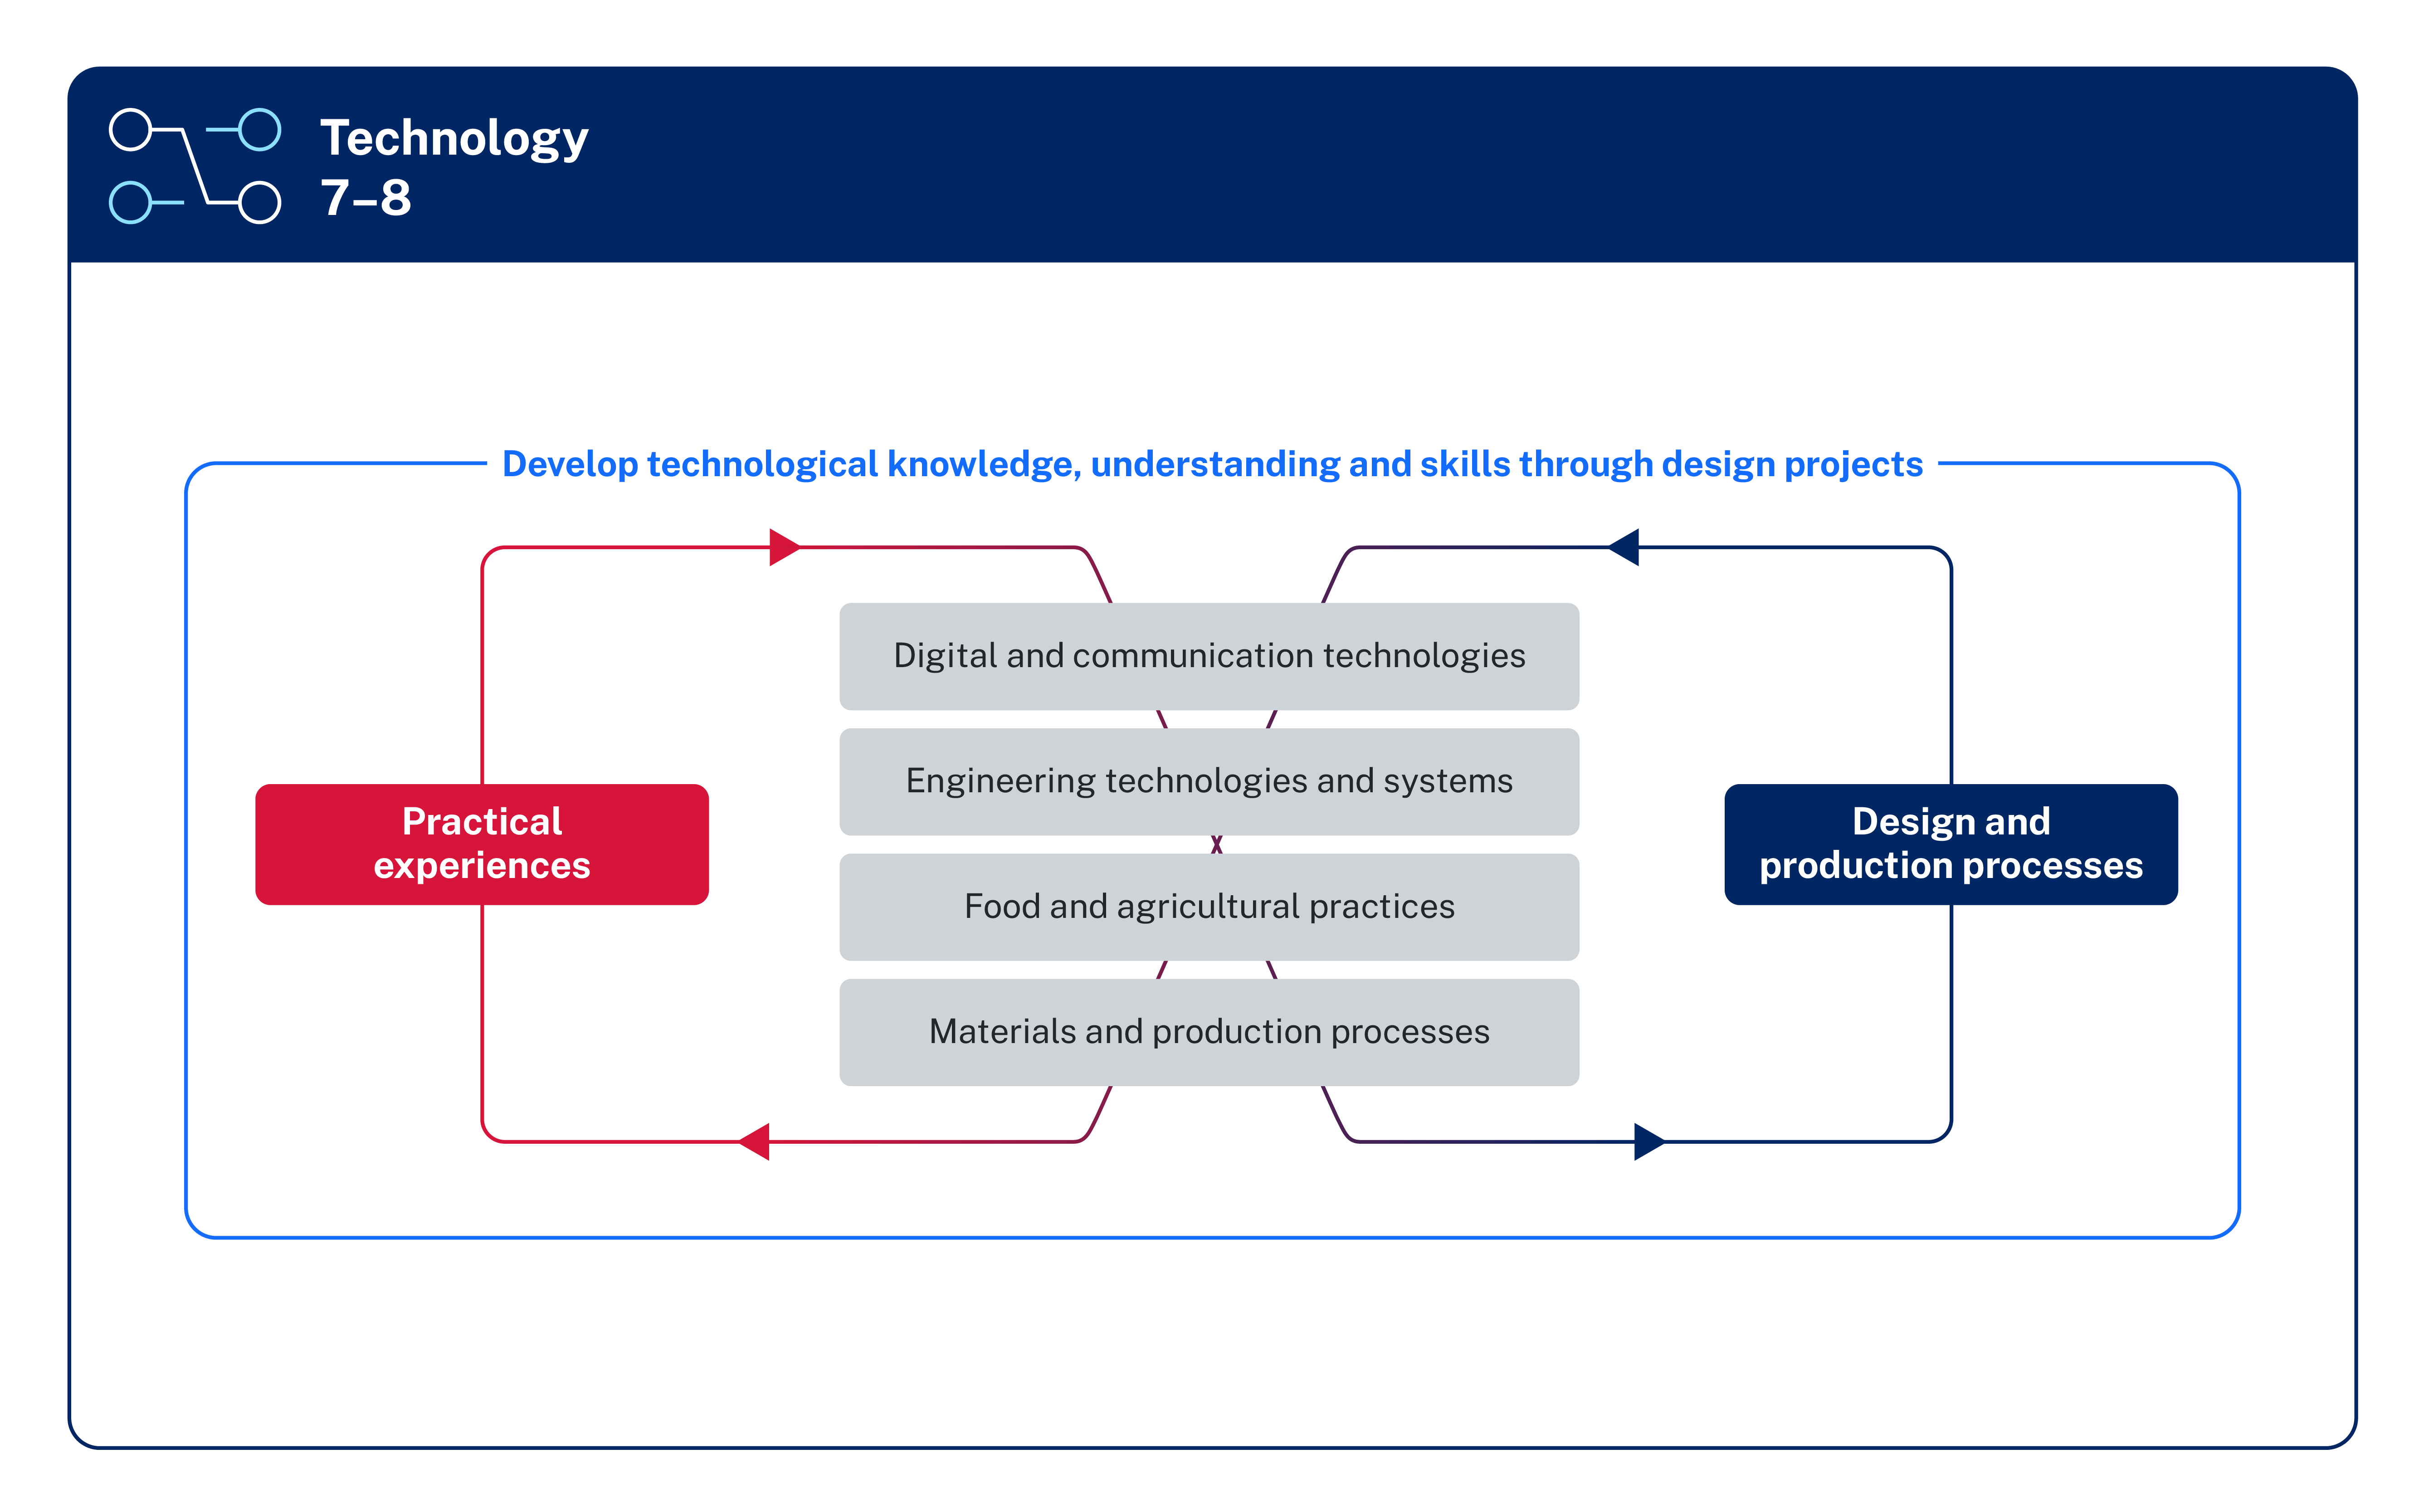 Technology
7–8
Develop technological knowledge, understanding and skills through design projects
Digital and communication technologies
Engineering technologies and systems
Practical
experiences
Design and
production processes
Food and agricultural practices
Materials and production processes